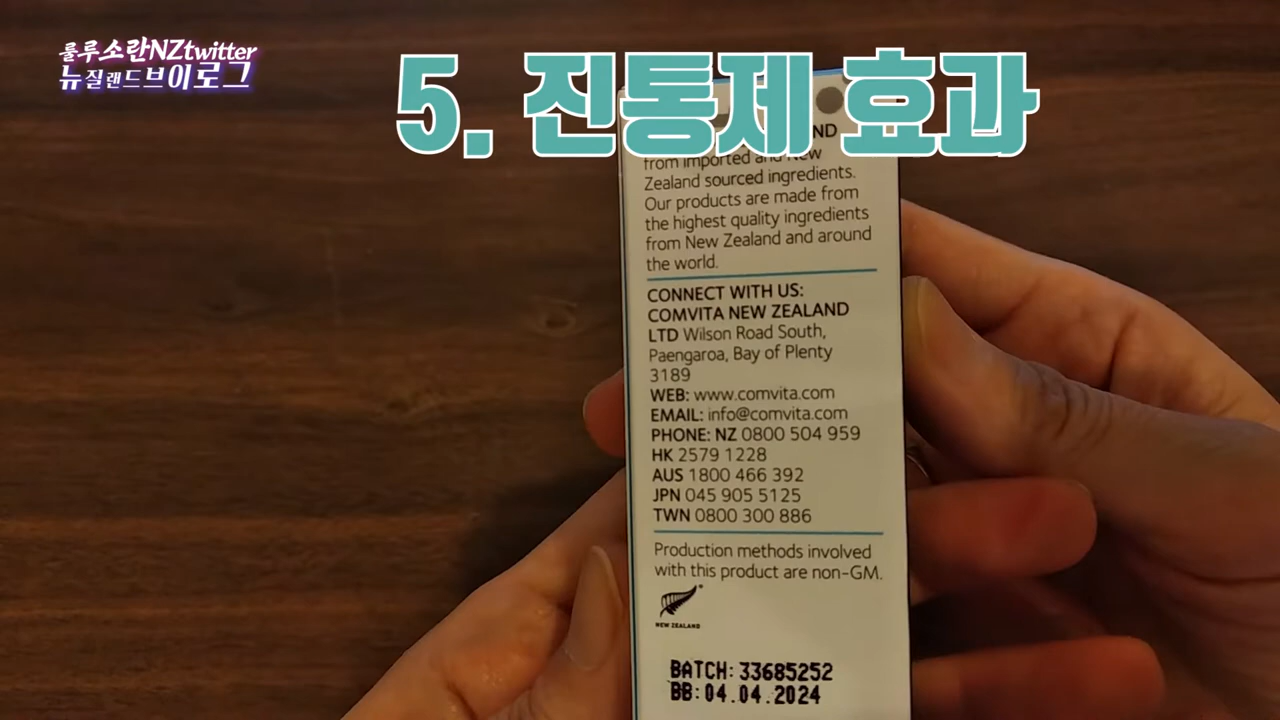 룰루소란NZtwitter
뉴질랜드브이로그
5. 진통제 효과
ND
from imported and New
Zealand sourced ingredients.
Our products are made from
the highest quality ingredients
from New Zealand and around
the world.
CONNECT WITH US:
COMVITA NEW ZEALAND
LTD Wilson Road South,
Paengaroa, Bay of Plenty
3189
WEB: www.comvita.com
EMAIL: info@comvita.com
PHONE: NZ 0800 504 959
HK 2579 1228
AUS 1800 466 392
JPN 045 905 5125
TWN 0800 300 886
Production methods involved
with this product are non-GM.
NEW ZEALAND
BATCH: 33685252
BB: 04.04.2024